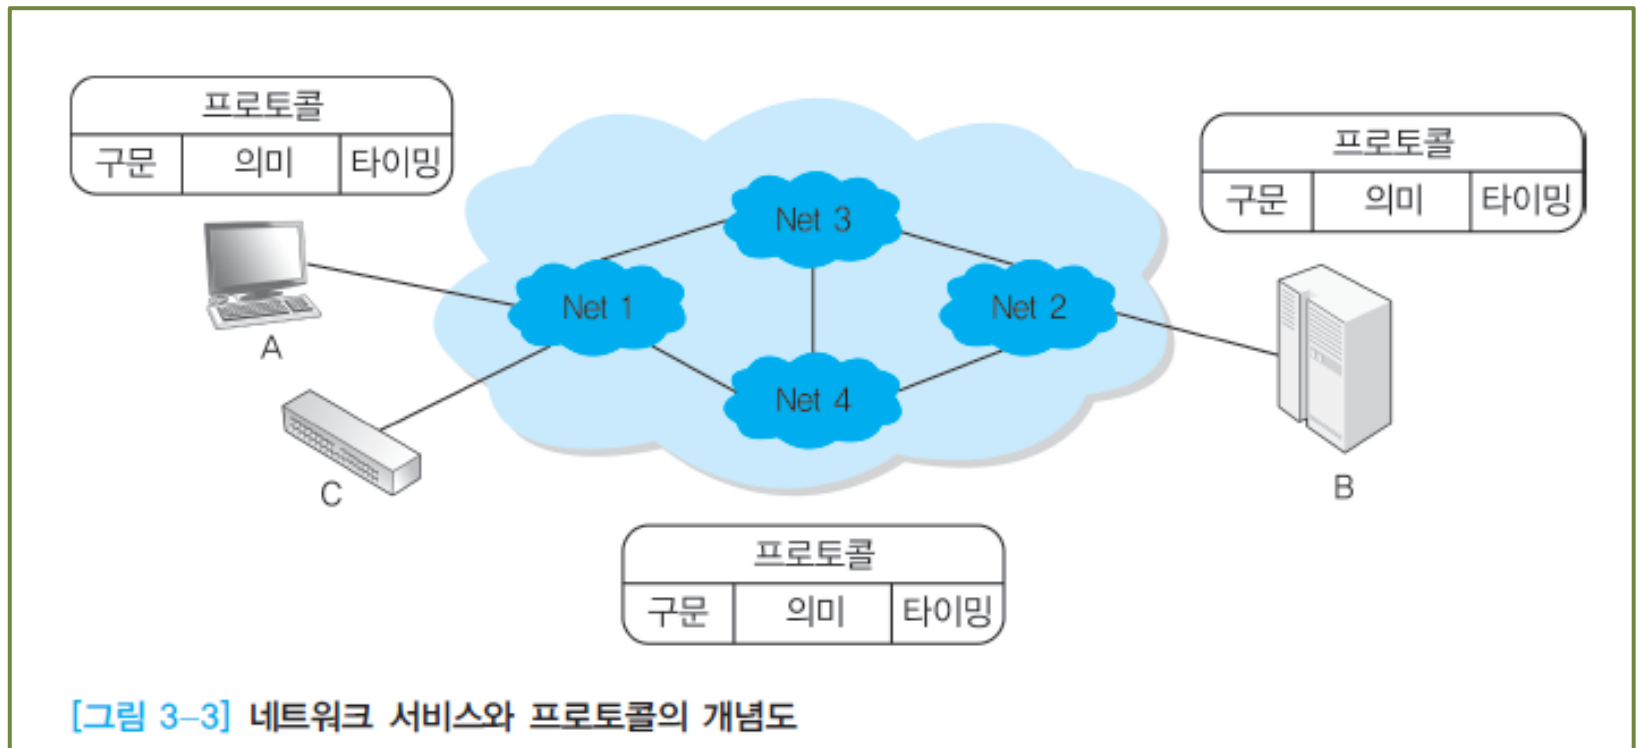 프로토콜
구문 의미 타이밍
프로토콜
구문 의미 타이밍
Net 3
Net 1
Net 2
A
Net 4
C
B
프로토콜
구문 의미 타이밍
[그림 3-3] 네트워크 서비스와 프로토콜의 개념도